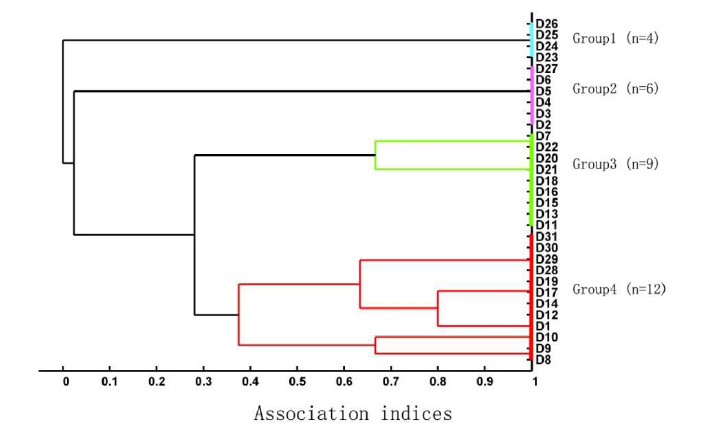 D26
D25
D24
D23
Group1 (n=4)
D27
D6
D5
D4
D3
D2
Group2 (n=6)
D7
D22
D20
D21
D18
D16
D15
D13
D11
Group3 (n=9)
D31
D30
D29
D28
D19
D17
D14
D12
D1
D10
D9
D8
Group4 (n=12)
0 0.1 0.2 0.3 0.4 0.5 0.6 0.7 0.8 0.9 1
Association indices